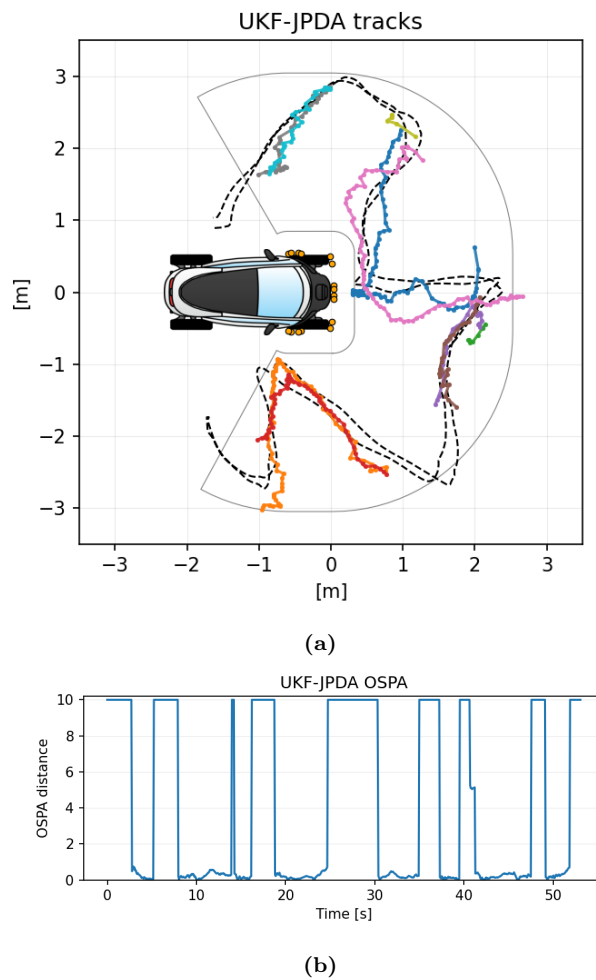 UKF-JPDA tracks
[m]
3
2
1
0
−1
−2
−3
−3 −2 −1 0 1 2 3
[m]
(a)
UKF-JPDA OSPA
OSPA distance
10
8
6
4
2
0
0 10 20 30 40 50
Time [s]
(b)